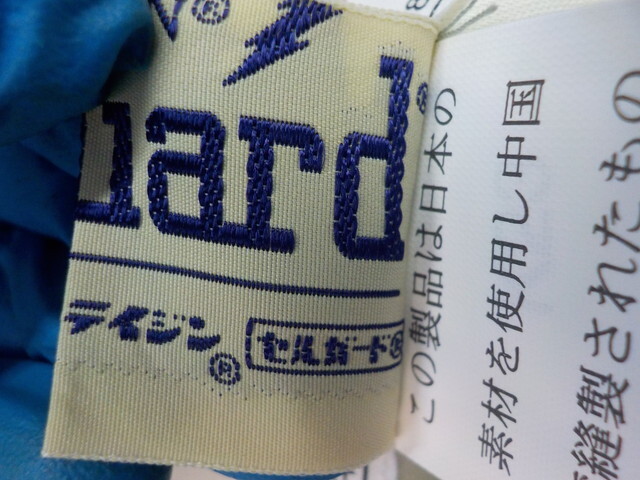 uard®
ライジン®
セルガード®
この製品は日本の
素材を使用し中国
縫製されたもの